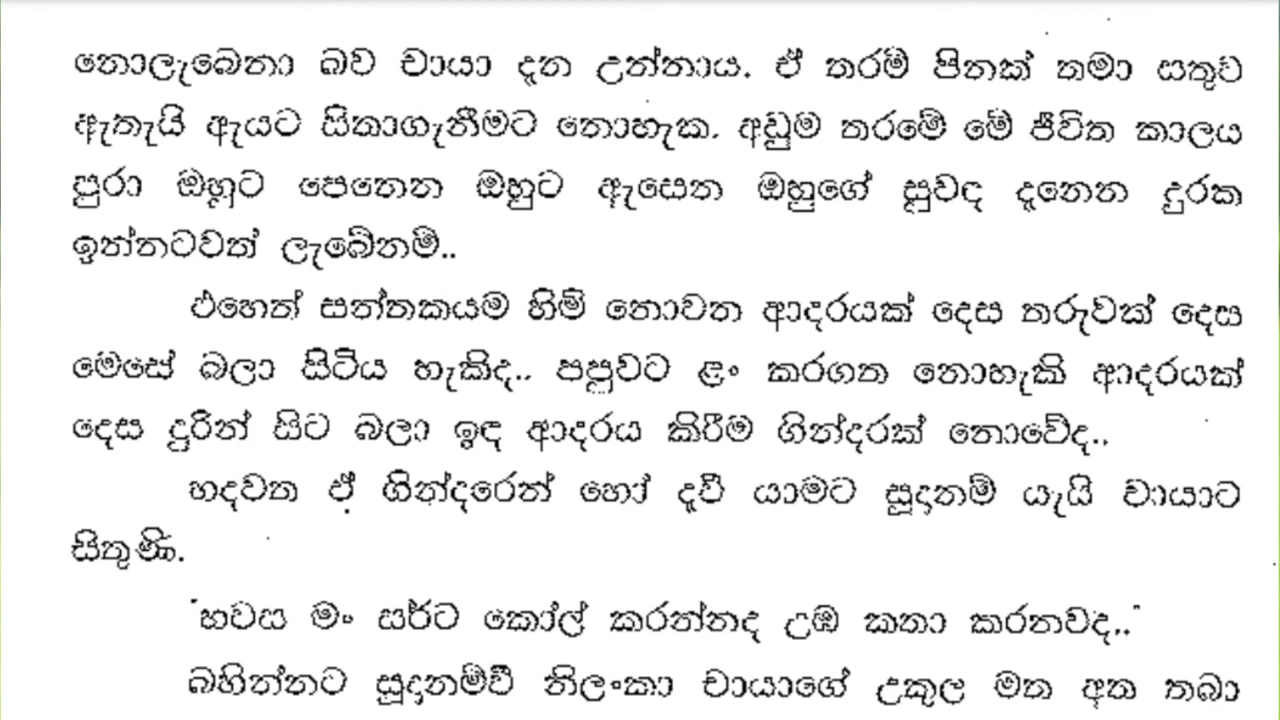 නොලැබෙනා බව චායා දැන උන්නාය. ඒ තරම් පිනක් තමා සතුව
ඇතැයි ඇයට සිතාගැනීමට නොහැක. අඩුම තරමේ මේ ජීවිත කාලය
පුරා ඔහුට පෙනෙන ඔහුට ඇසෙන ඔහුගේ සුවඳ දැනෙන දුරක
ඉන්නටවත් ලැබේනම්..
එහෙත් සන්තකයම හිමි නොවන ආදරයක් දෙස තරුවක් දෙස
මෙසේ බලා සිටිය හැකිද.. පපුවට ළං කරගත නොහැකි ආදරයක්
දෙස දුරින් සිට බලා ඉඳ ආදරය කිරීම ගින්දරක් නොවේද..
හදවත ඒ ගින්දරෙන් හෝ දැවී යාමට සූදානම් යැයි චායාට
සිතුණි.
"හවස මං සර්ට කෝල් කරන්නද උඹ කතා කරනවද.."
බහින්නට සූදානම්වී නිලංකා චායාගේ උකුල මත අත තබා